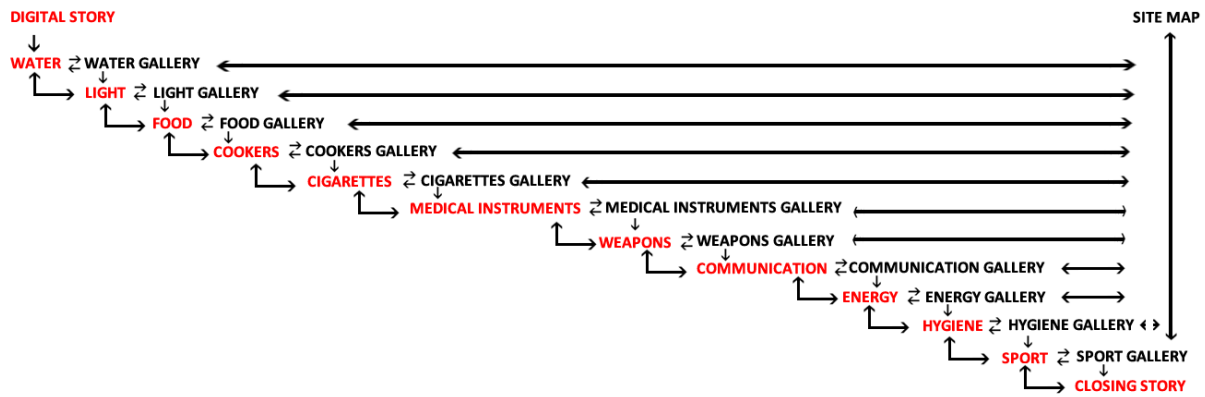 DIGITAL STORY SITE MAP
WATER WATER GALLERY
LIGHT LIGHT GALLERY
FOOD FOOD GALLERY
COOKERS COOKERS GALLERY
CIGARETTES CIGARETTES GALLERY
MEDICAL INSTRUMENTS MEDICAL INSTRUMENTS GALLERY
WEAPONS WEAPONS GALLERY
COMMUNICATION COMMUNICATION GALLERY
ENERGY ENERGY GALLERY
HYGIENE HYGIENE GALLERY
SPORT SPORT GALLERY
CLOSING STORY